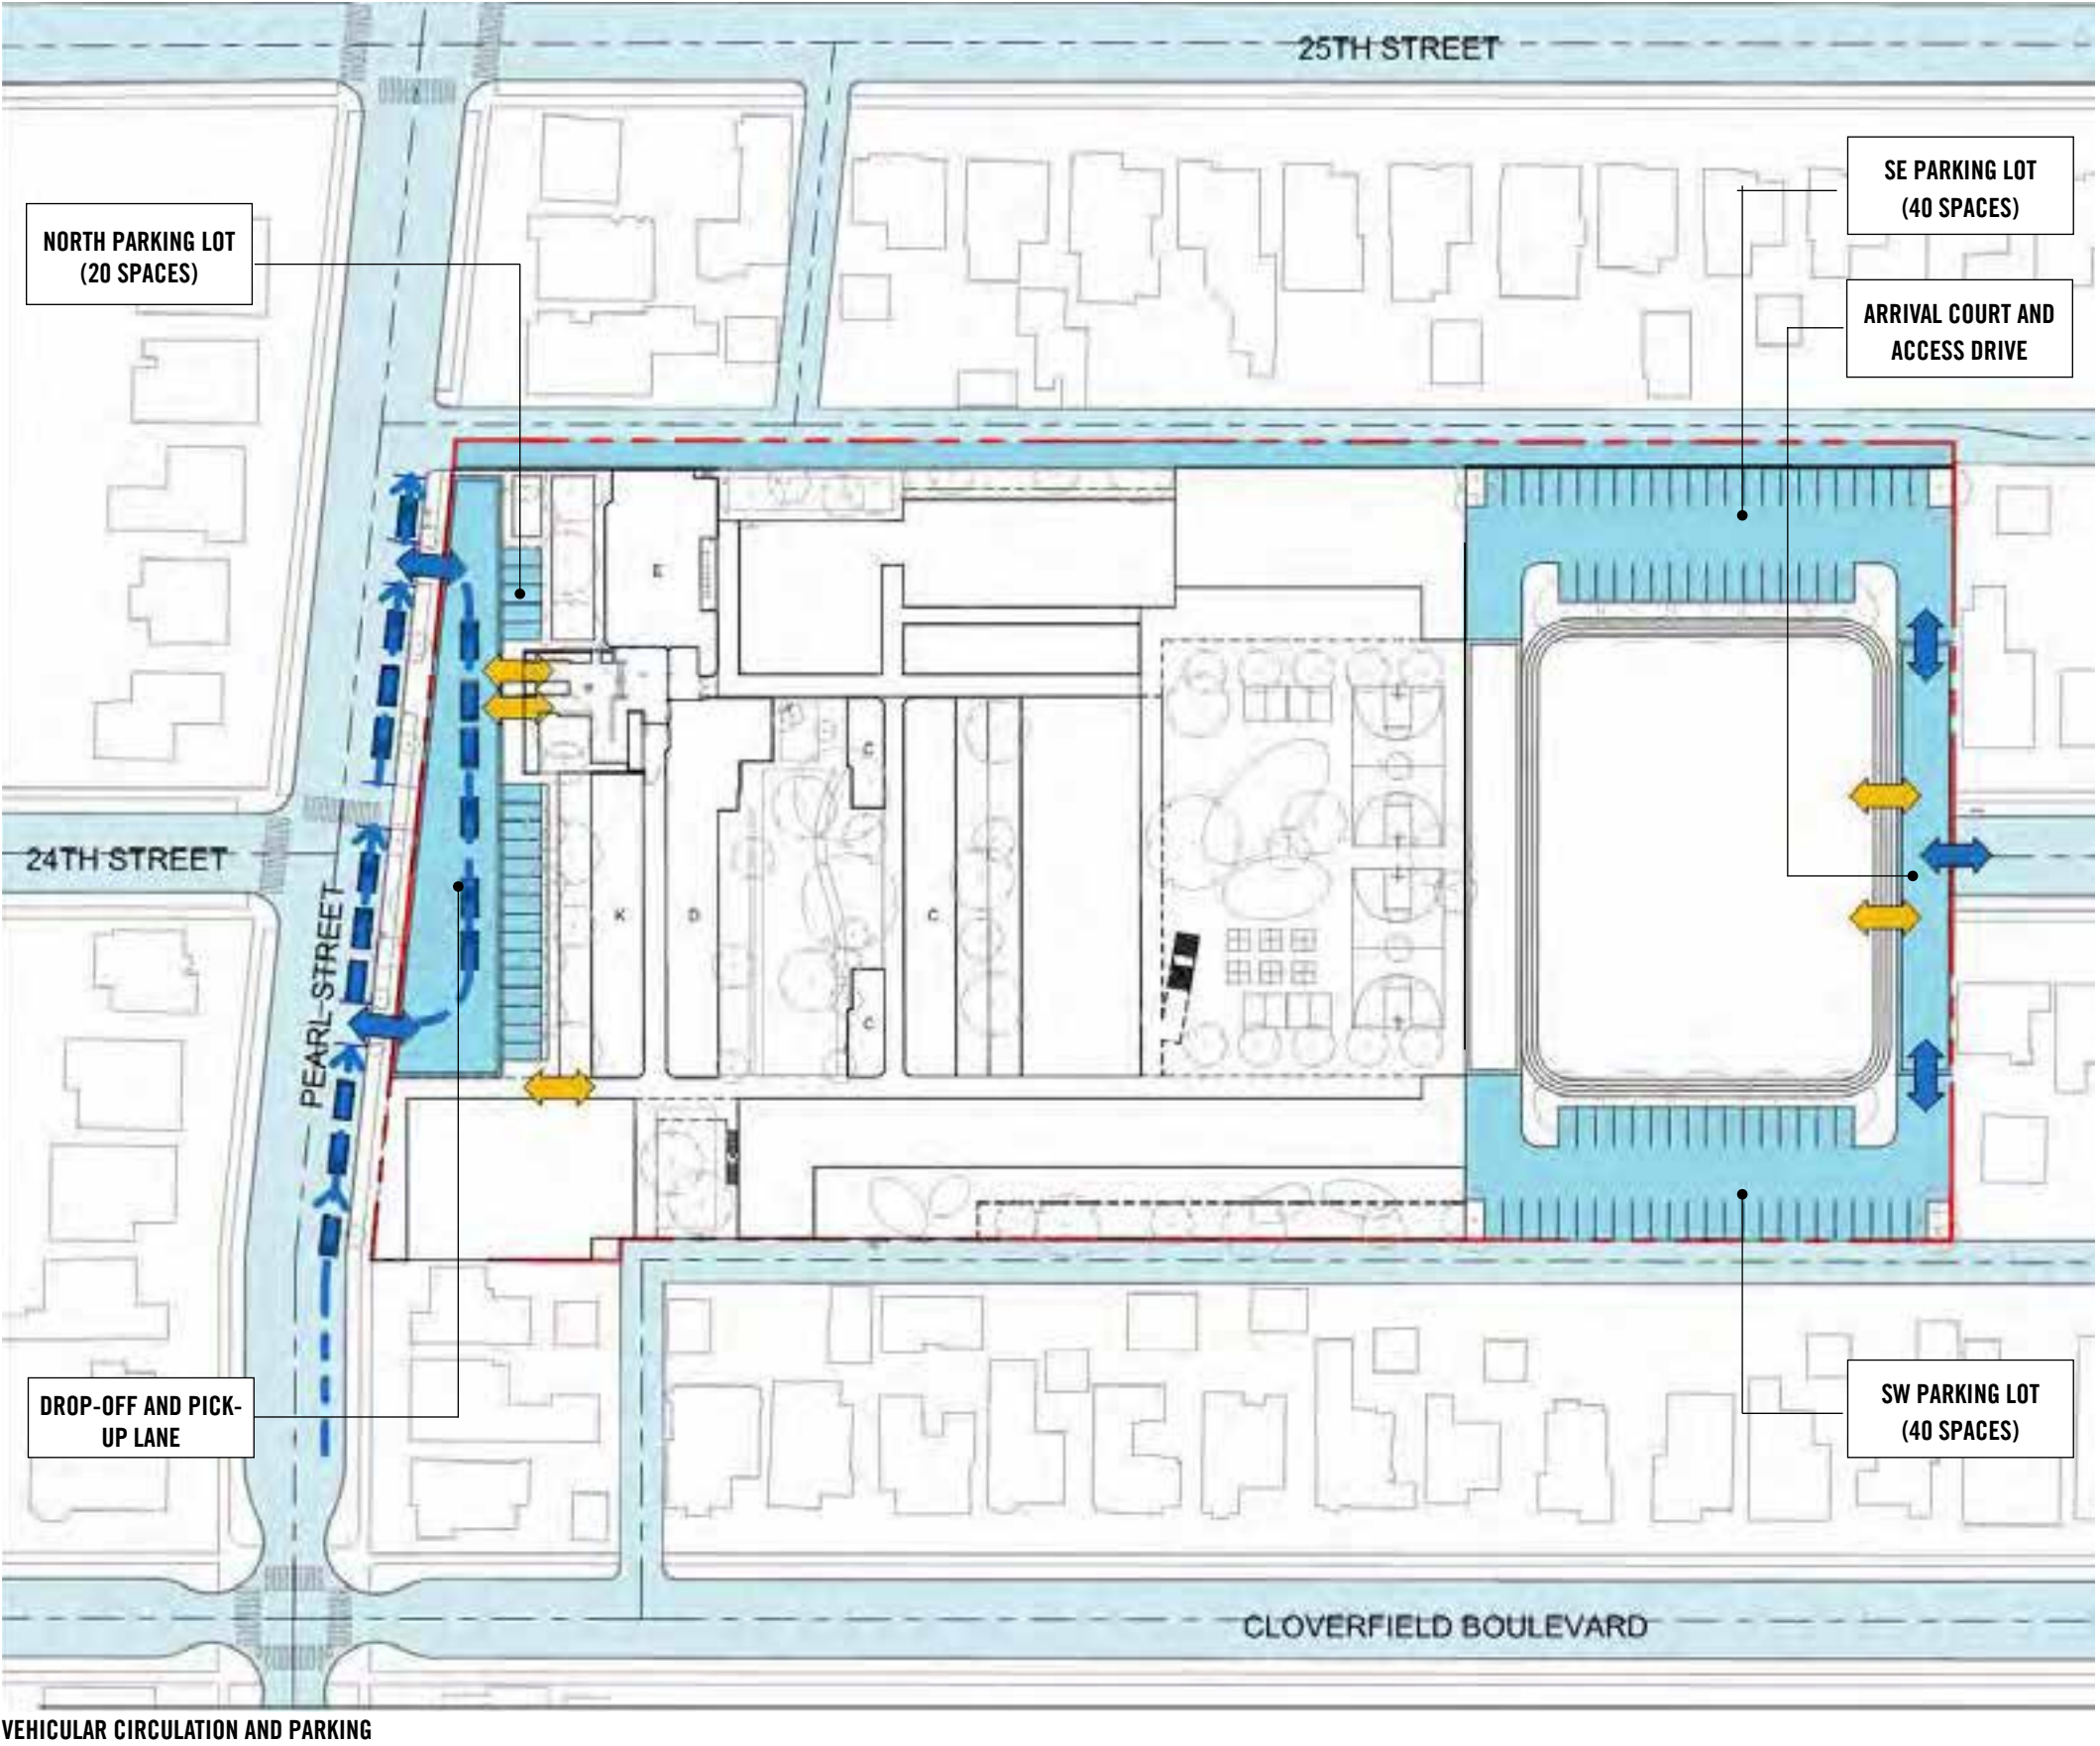 25TH STREET
SE PARKING LOT
(40 SPACES)
NORTH PARKING LOT
(20 SPACES)
ARRIVAL COURT AND
ACCESS DRIVE
E
C
24TH STREET
K
D
C
PEARL STREET
C
DROP-OFF AND PICK-
UP LANE
SW PARKING LOT
(40 SPACES)
CLOVERFIELD BOULEVARD
VEHICULAR CIRCULATION AND PARKING